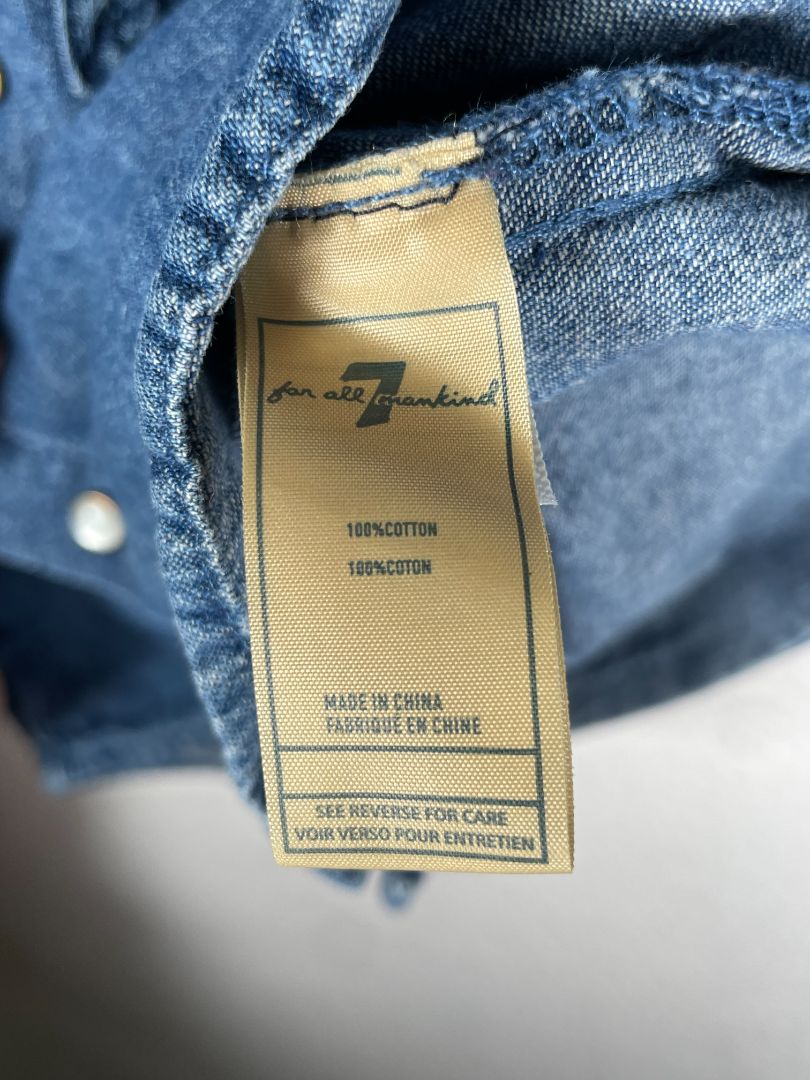 for all 7 mankind
100%COTTON
100%COTON
MADE IN CHINA
FABRIQUÉ EN CHINE
SEE REVERSE FOR CARE
VOIR VERSO POUR ENTRETIEN